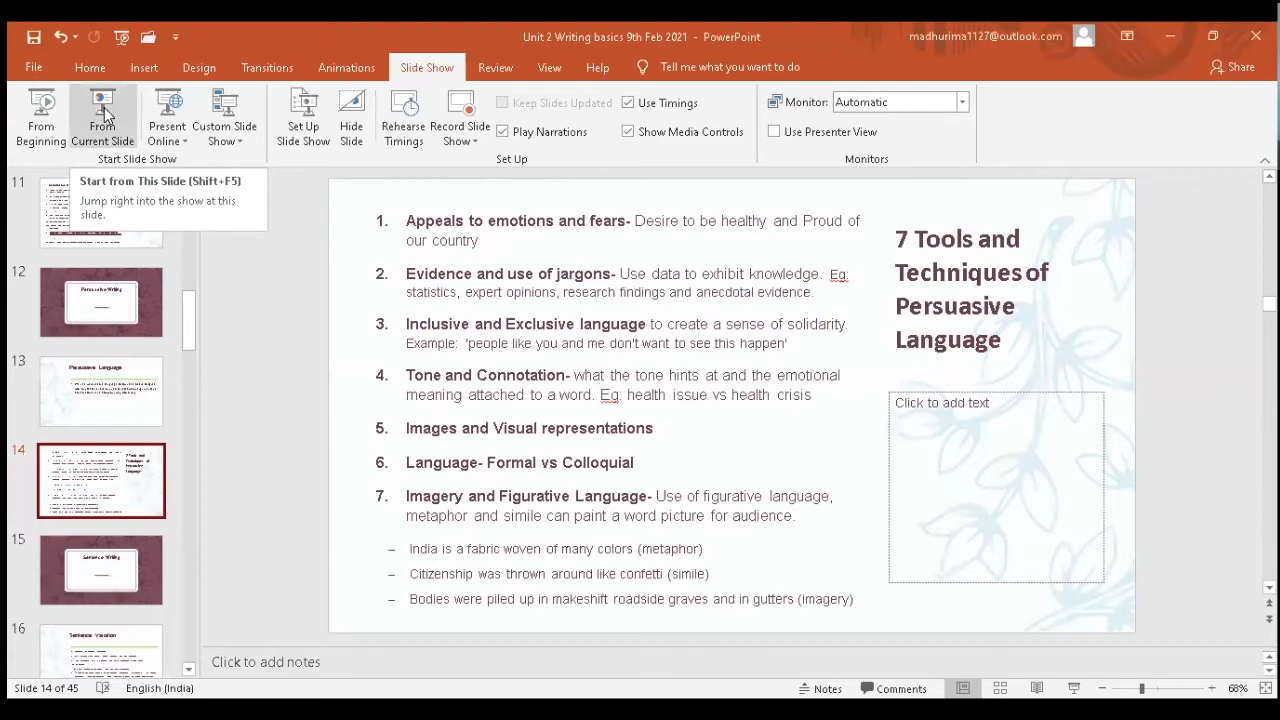 Unit 2 Writing basics 9th Feb 2021 - PowerPoint
madhurima1127@outlook.com
File Home Insert Design Transitions Animations Slide Show Review View Help Tell me what you want to do Share
From Beginning
From Current Slide
Present Online
Custom Slide Show
Set Up Slide Show
Hide Slide
Rehearse Timings
Record Slide Show
Keep Slides Updated
Play Narrations
Use Timings
Show Media Controls
Monitor: Automatic
Use Presenter View
Start Slide Show
Set Up
Monitors
Start from This Slide (Shift+F5)
Jump right into the show at this
slide.
11
12
Persuasive Writing
13
Persuasive Language
14
7 Tools and
Techniques of
Persuasive
Language
15
Sentence Writing
16
Sentence Variation
1. Appeals to emotions and fears- Desire to be healthy and Proud of
our country
2. Evidence and use of jargons- Use data to exhibit knowledge. Eg:
statistics, expert opinions, research findings and anecdotal evidence.
3. Inclusive and Exclusive language to create a sense of solidarity.
Example: 'people like you and me don't want to see this happen'
4. Tone and Connotation- what the tone hints at and the emotional
meaning attached to a word. Eg: health issue vs health crisis
5. Images and Visual representations
6. Language- Formal vs Colloquial
7. Imagery and Figurative Language- Use of figurative language,
metaphor and simile can paint a word picture for audience.
– India is a fabric woven of many colors (metaphor)
– Citizenship was thrown around like confetti (simile)
– Bodies were piled up in makeshift roadside graves and in gutters (imagery)
7 Tools and
Techniques of
Persuasive
Language
Click to add text
Click to add notes
Slide 14 of 45 English (India) Notes Comments 68%